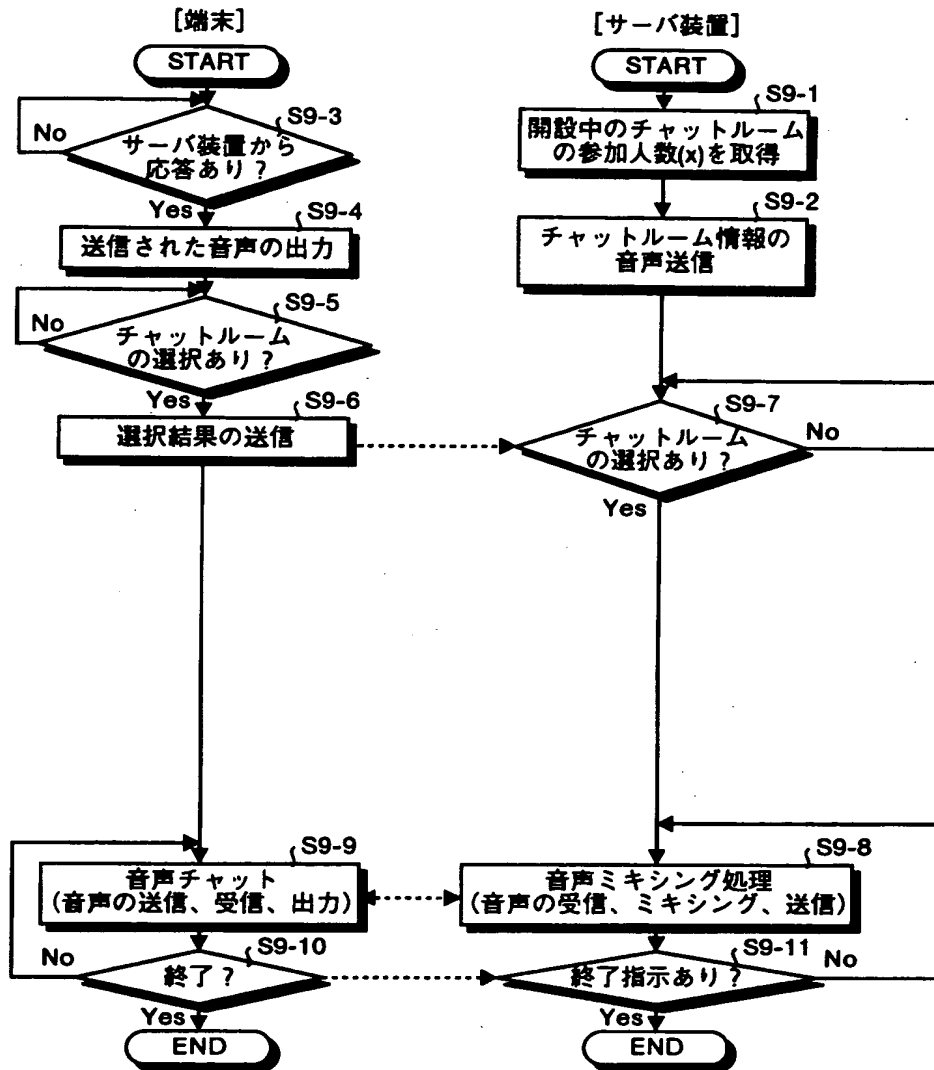 [端末]
START
S9-3
No
サーバ装置から
応答あり?
Yes
S9-4
送信された音声の出力
S9-5
No
チャットルーム
の選択あり?
Yes
S9-6
選択結果の送信
S9-9
音声チャット
(音声の送信、受信、出力)
S9-10
No
終了?
Yes
END
[サーバ装置]
START
S9-1
開設中のチャットルーム
の参加人数(x)を取得
S9-2
チャットルーム情報の
音声送信
S9-7
チャットルーム
の選択あり?
No
Yes
S9-8
音声ミキシング処理
(音声の受信、ミキシング、送信)
S9-11
終了指示あり?
No
Yes
END